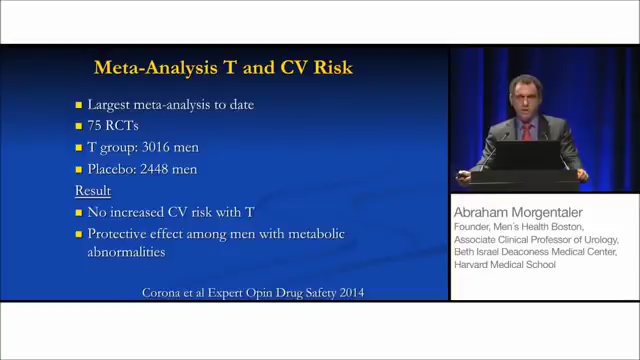 Meta-Analysis T and CV Risk
Largest meta-analysis to date
75 RCTs
T group: 3016 men
Placebo: 2448 men
Result
No increased CV risk with T
Protective effect among men with metabolic
abnormalities
Corona et al Expert Opin Drug Safety 2014
Abraham Morgentaler
Founder, Men´s Health Boston,
Associate Clinical Professor of Urology,
Beth Israel Deaconess Medical Center,
Harvard Medical School